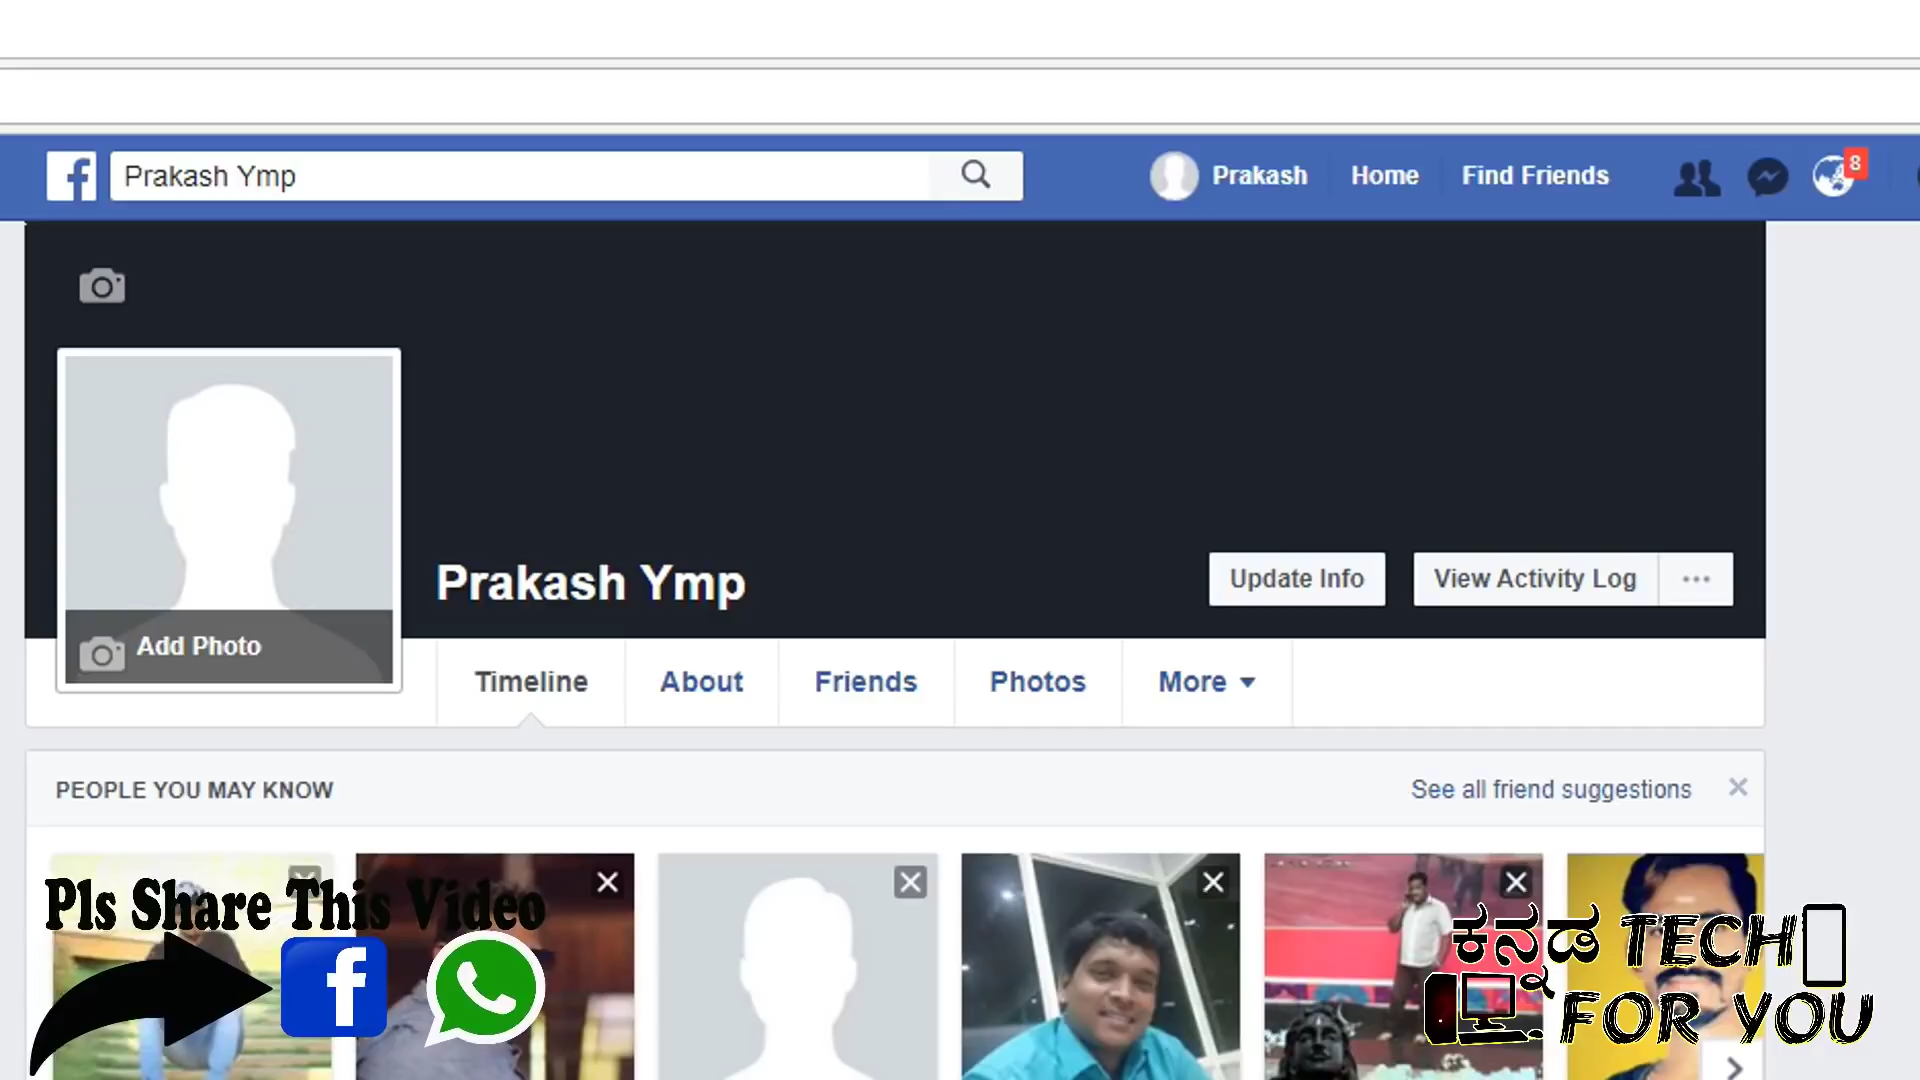 Prakash Ymp
Prakash
Home
Find Friends
8
Prakash Ymp
Update Info
View Activity Log
Add Photo
Timeline
About
Friends
Photos
More
PEOPLE YOU MAY KNOW
See all friend suggestions
Pls Share This Video
ಕನ್ನಡ TECH
FOR YOU